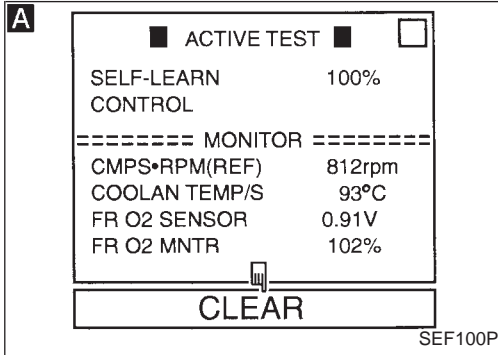 A
■ ACTIVE TEST ■
SELF-LEARN 100%
CONTROL
======== MONITOR ========
CMPS•RPM(REF) 812rpm
COOLAN TEMP/S 93°C
FR O2 SENSOR 0.91V
FR O2 MNTR 102%
CLEAR
SEF100P